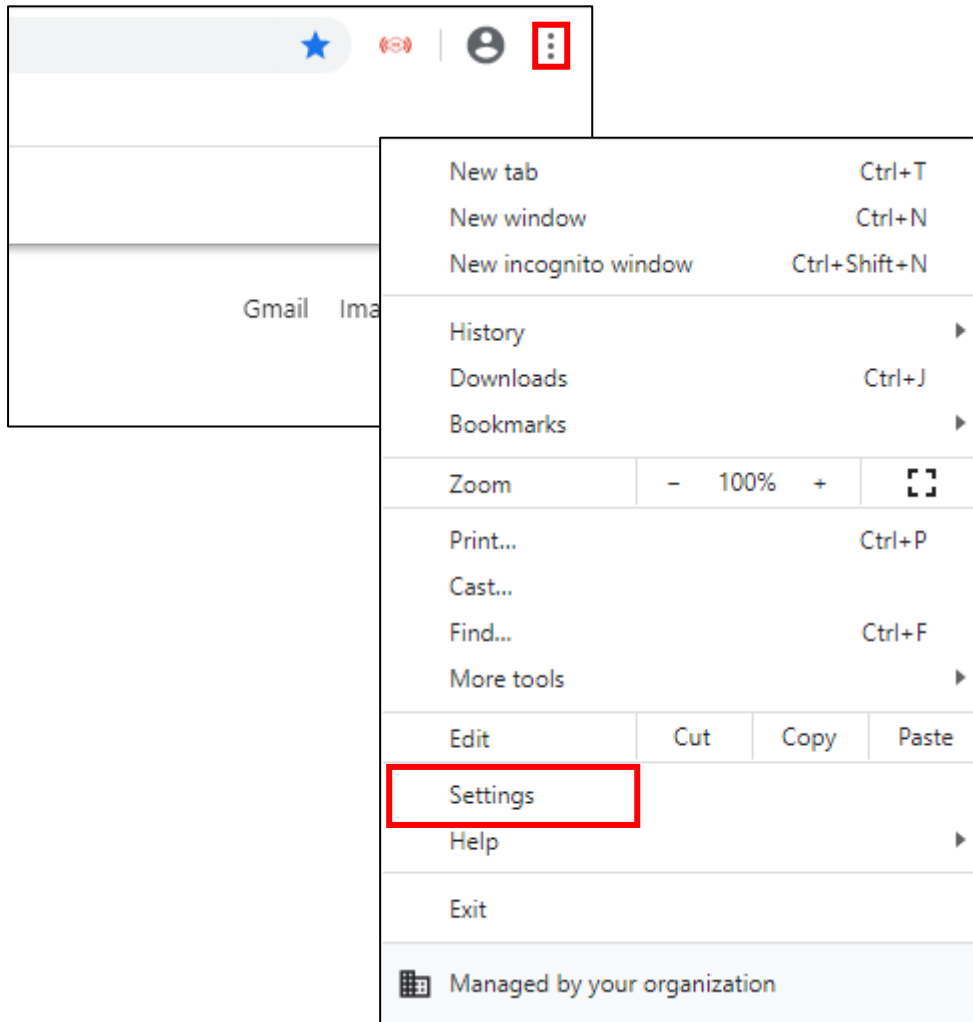 New tab Ctrl+T
New window Ctrl+N
New incognito window Ctrl+Shift+N
Gmail Ima
History
Downloads Ctrl+J
Bookmarks
Zoom - 100% +
Print... Ctrl+P
Cast...
Find... Ctrl+F
More tools
Edit Cut Copy Paste
Settings
Help
Exit
Managed by your organization